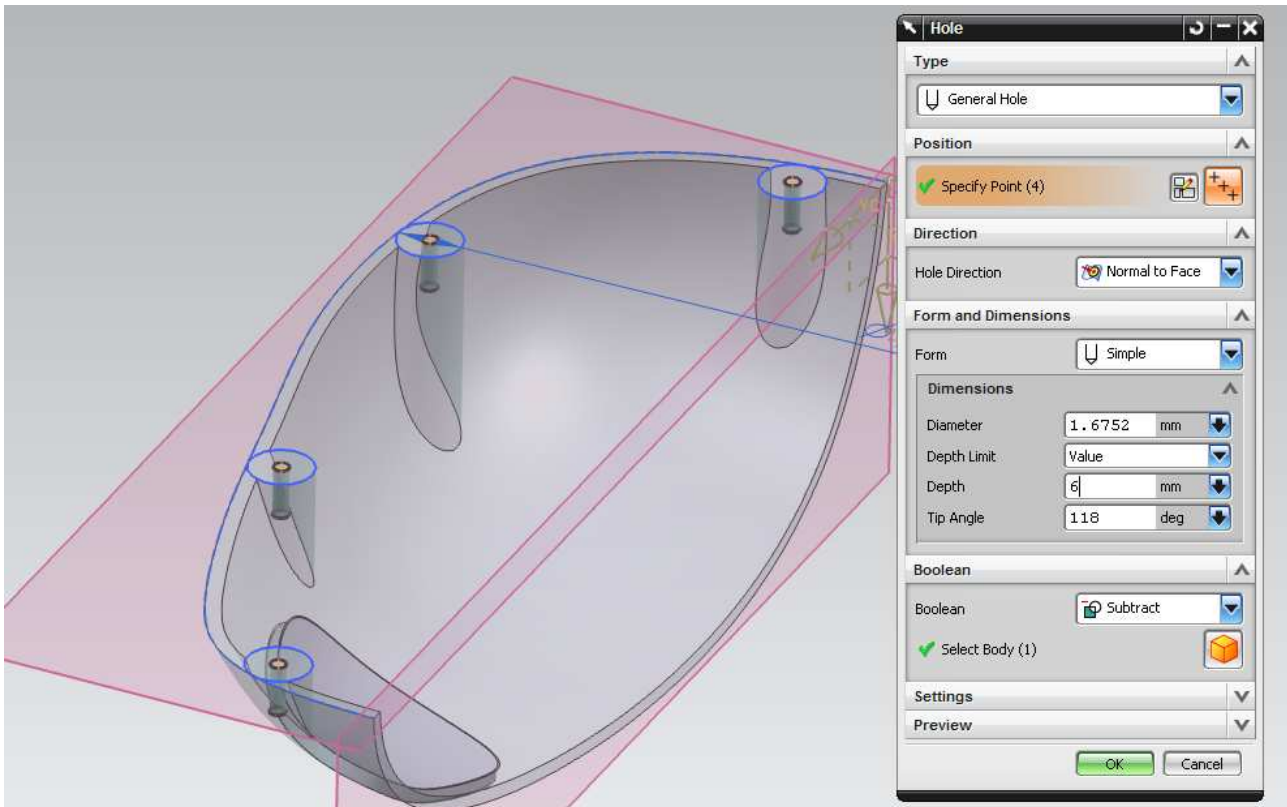 Hole
Type
General Hole
Position
Specify Point (4)
Direction
Hole Direction Normal to Face
Form and Dimensions
Form Simple
Dimensions
Diameter 1.6752 mm
Depth Limit Value
Depth 6 mm
Tip Angle 118 deg
Boolean
Boolean Subtract
Select Body (1)
Settings
Preview
OK Cancel